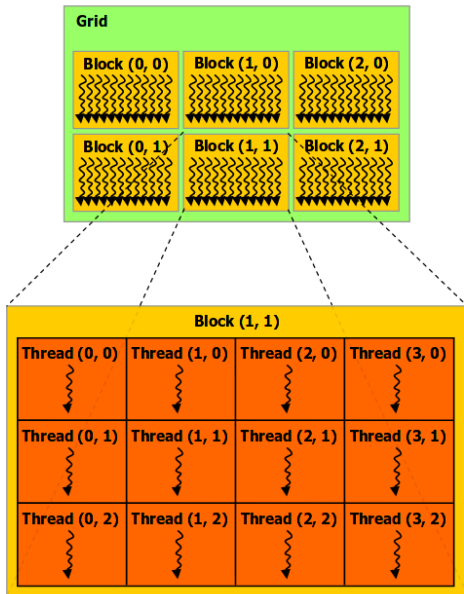 Grid
Block (0, 0) Block (1, 0) Block (2, 0)
Block (0, 1) Block (1, 1) Block (2, 1)
Block (1, 1)
Thread (0, 0) Thread (1, 0) Thread (2, 0) Thread (3, 0)
Thread (0, 1) Thread (1, 1) Thread (2, 1) Thread (3, 1)
Thread (0, 2) Thread (1, 2) Thread (2, 2) Thread (3, 2)